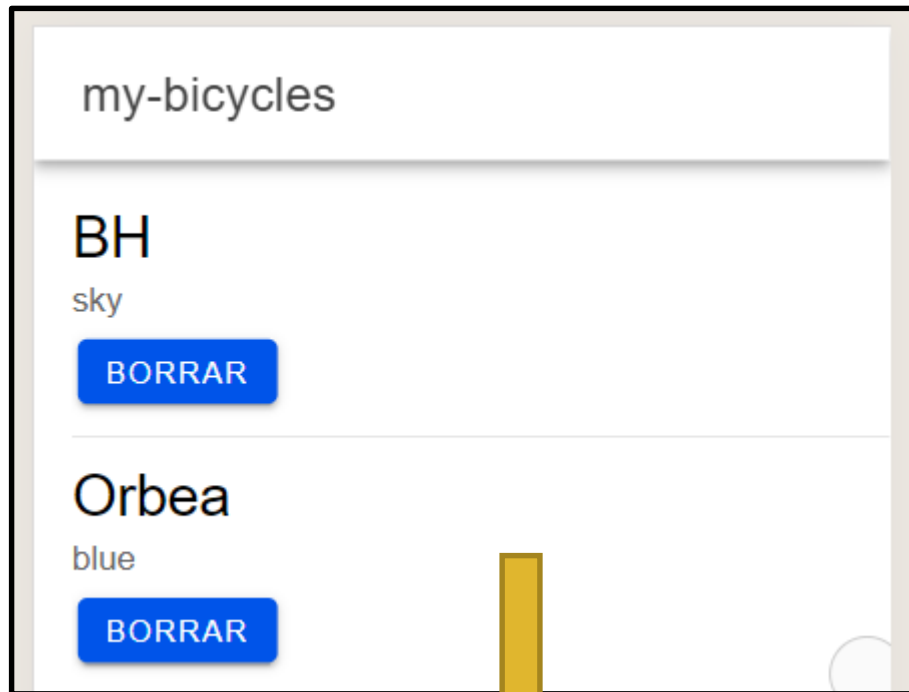 my-bicycles
BH
sky
BORRAR
Orbea
blue
BORRAR